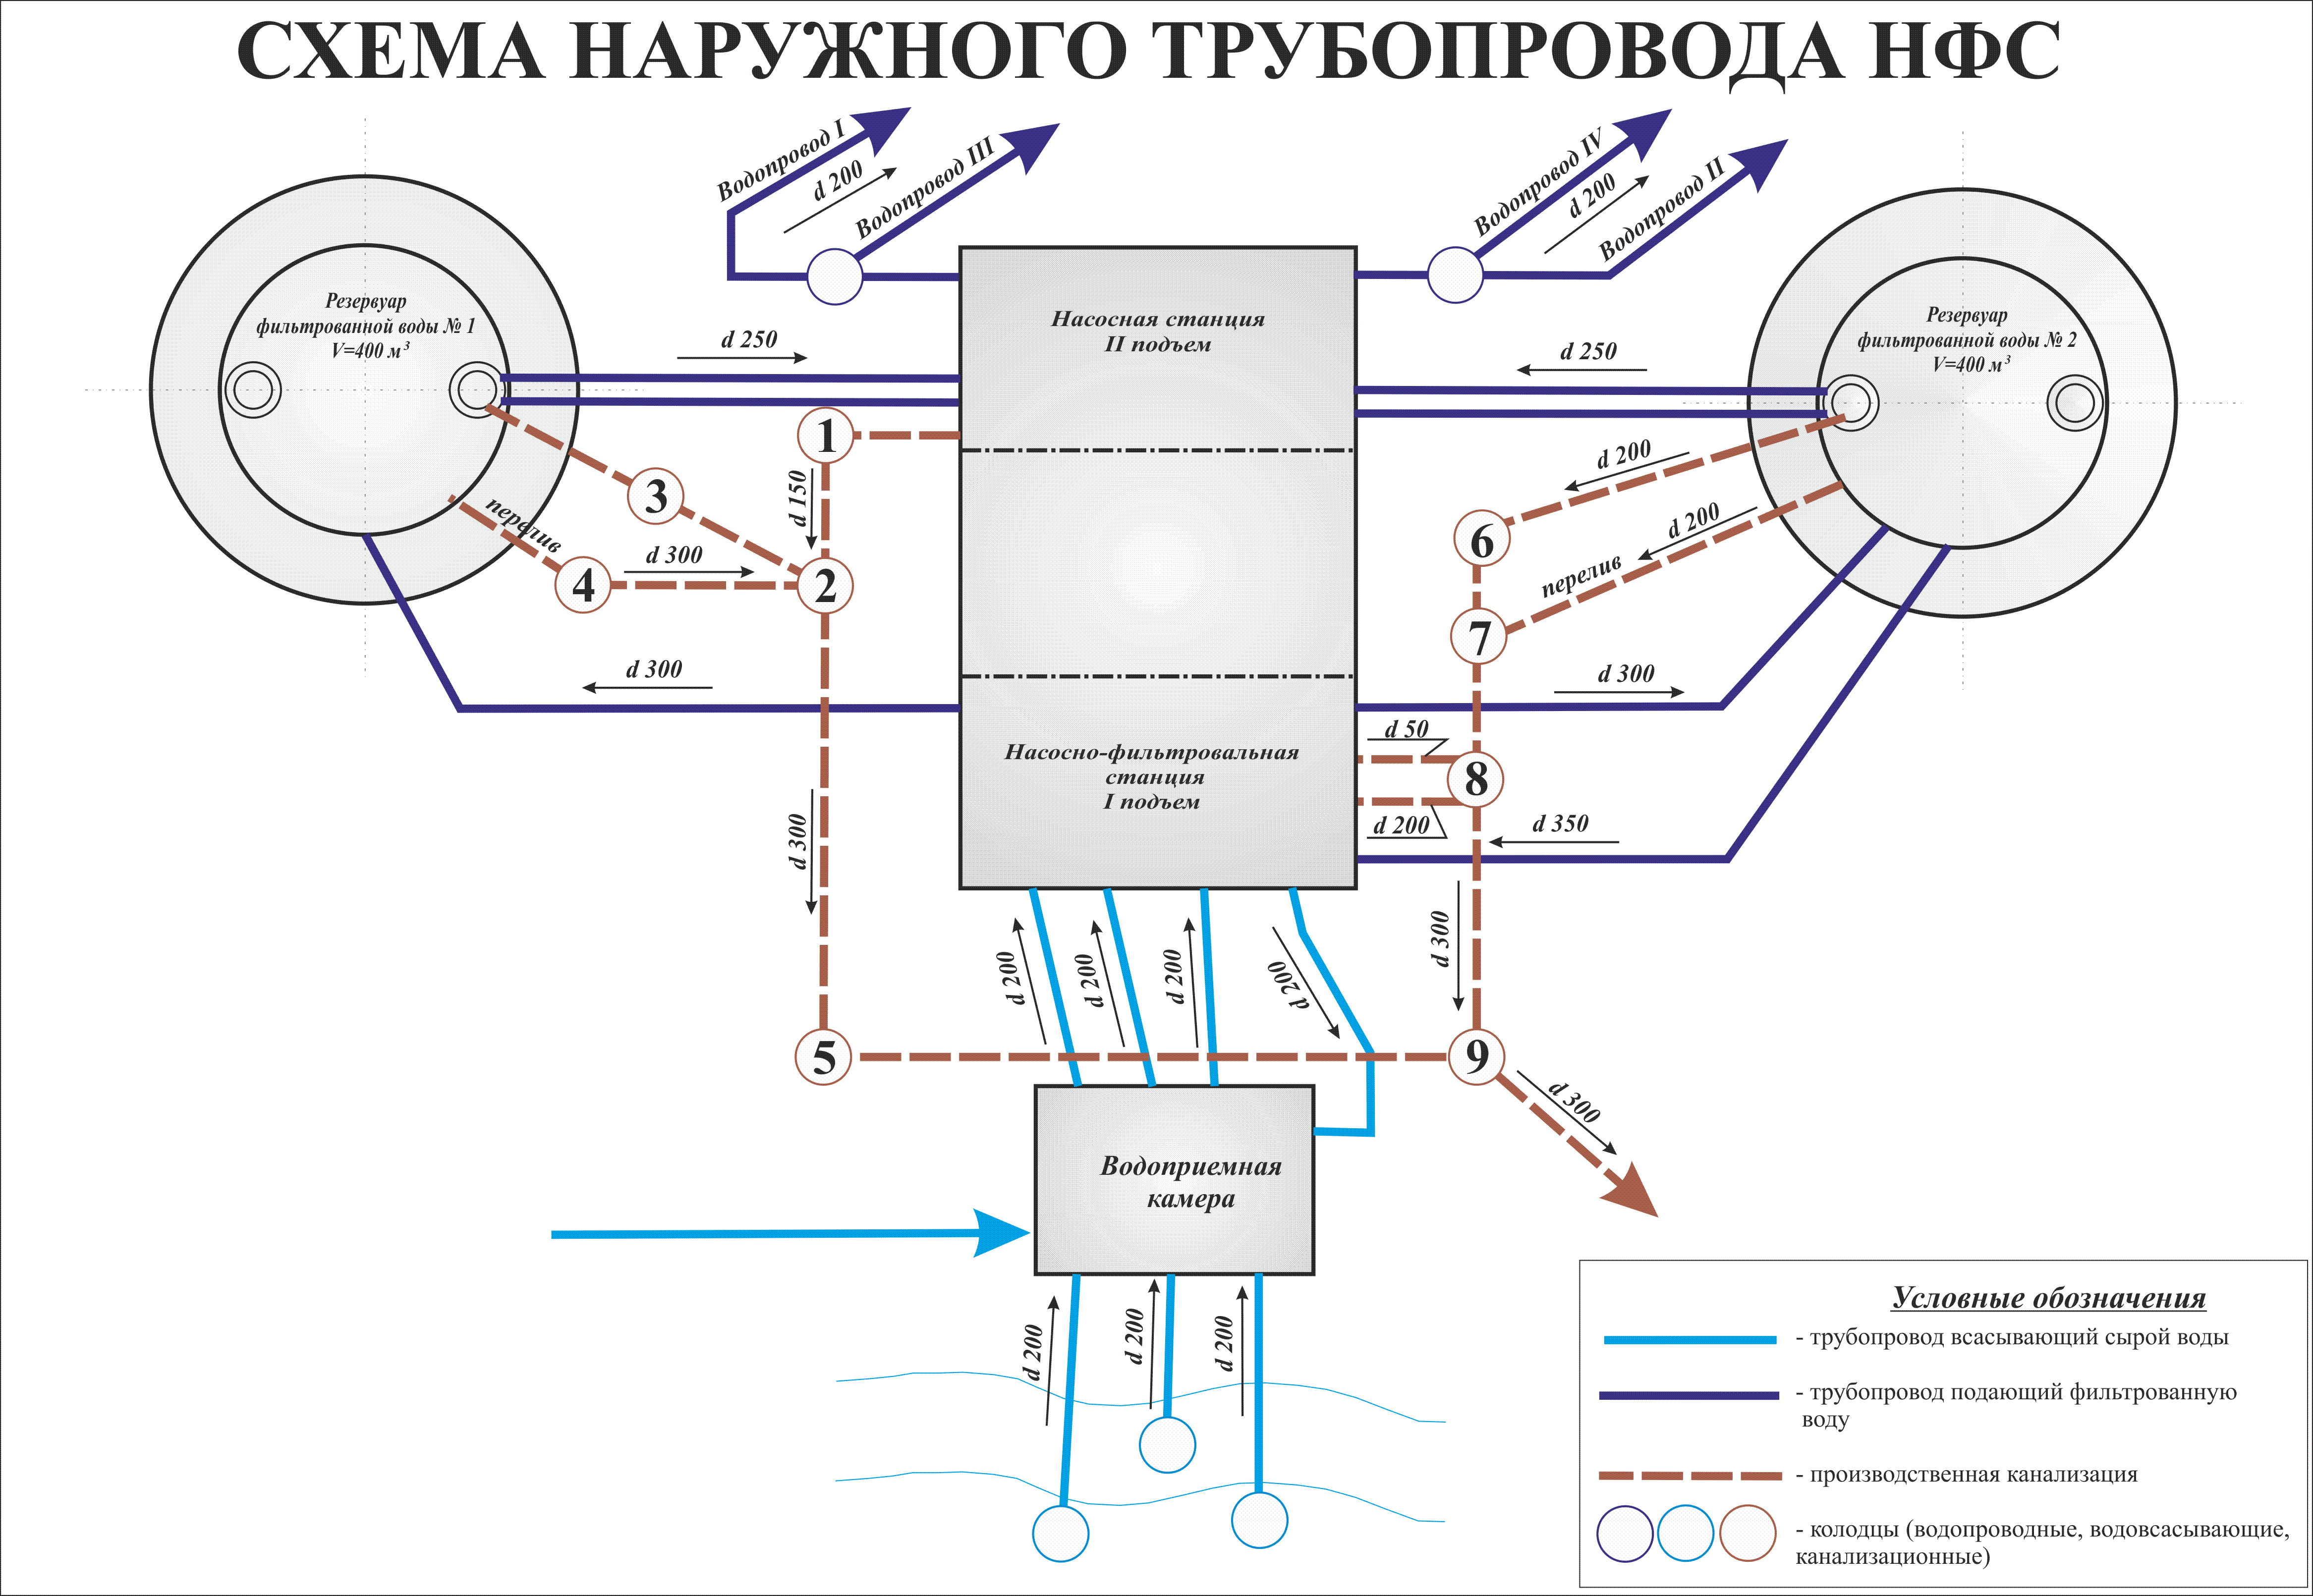 СХЕМА НАРУЖНОГО ТРУБОПРОВОДА НФС
Водопровод I
d 200
Водопровод III
Водопровод IV
d 200
Водопровод II
Резервуар
фильтрованной воды № 1
V=400 м³
Насосная станция
II подъем
Резервуар
фильтрованной воды № 2
V=400 м³
d 250
d 250
1
d 150
3
перелив
4
d 300
2
d 200
6
d 200
перелив
7
d 300
d 300
d 50
Насосно-фильтровальная
станция
I подъем
8
d 200
d 350
d 300
d 300
d 200
d 200
d 200
d 200
5
9
d 300
Водоприемная
камера
d 200
d 200
d 200
Условные обозначения
- трубопровод всасывающий сырой воды
- трубопровод подающий фильтрованную
воду
- производственная канализация
- колодцы (водопроводные, водовсасывающие,
канализационные)